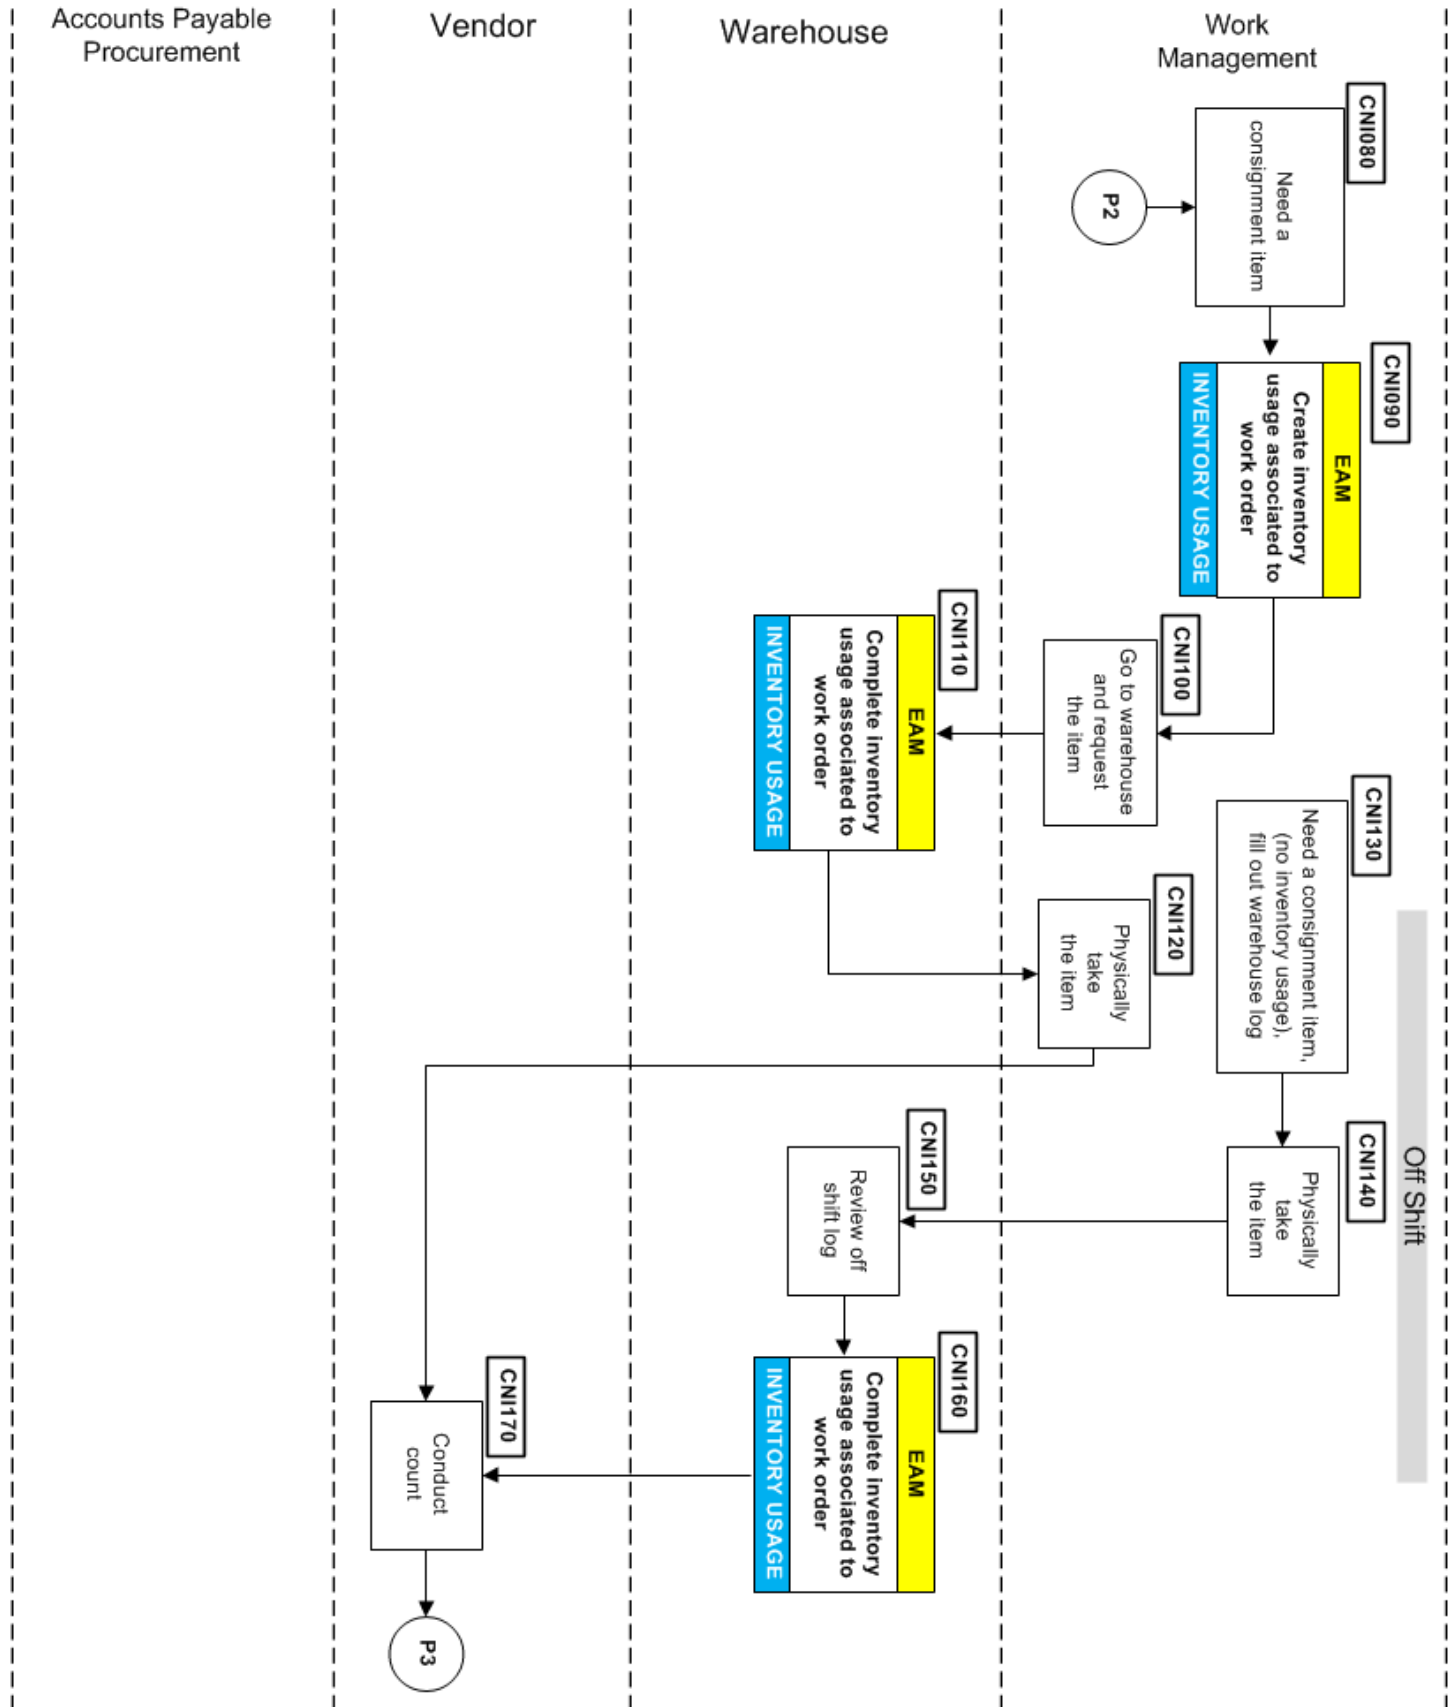 Accounts Payable
Procurement
Vendor
Warehouse
Work
Management
CNI080
Need a
consignment item
P2
CNI090
EAM
Create inventory
usage associated to
work order
INVENTORY USAGE
CNI100
Go to warehouse
and request
the item
CNI110
EAM
Complete inventory
usage associated to
work order
INVENTORY USAGE
CNI120
Physically
take
the item
Off Shift
CNI130
Need a consignment item,
(no inventory usage),
fill out warehouse log
CNI140
Physically
take
the item
CNI150
Review off
shift log
CNI160
EAM
Complete inventory
usage associated to
work order
INVENTORY USAGE
CNI170
Conduct
count
P3